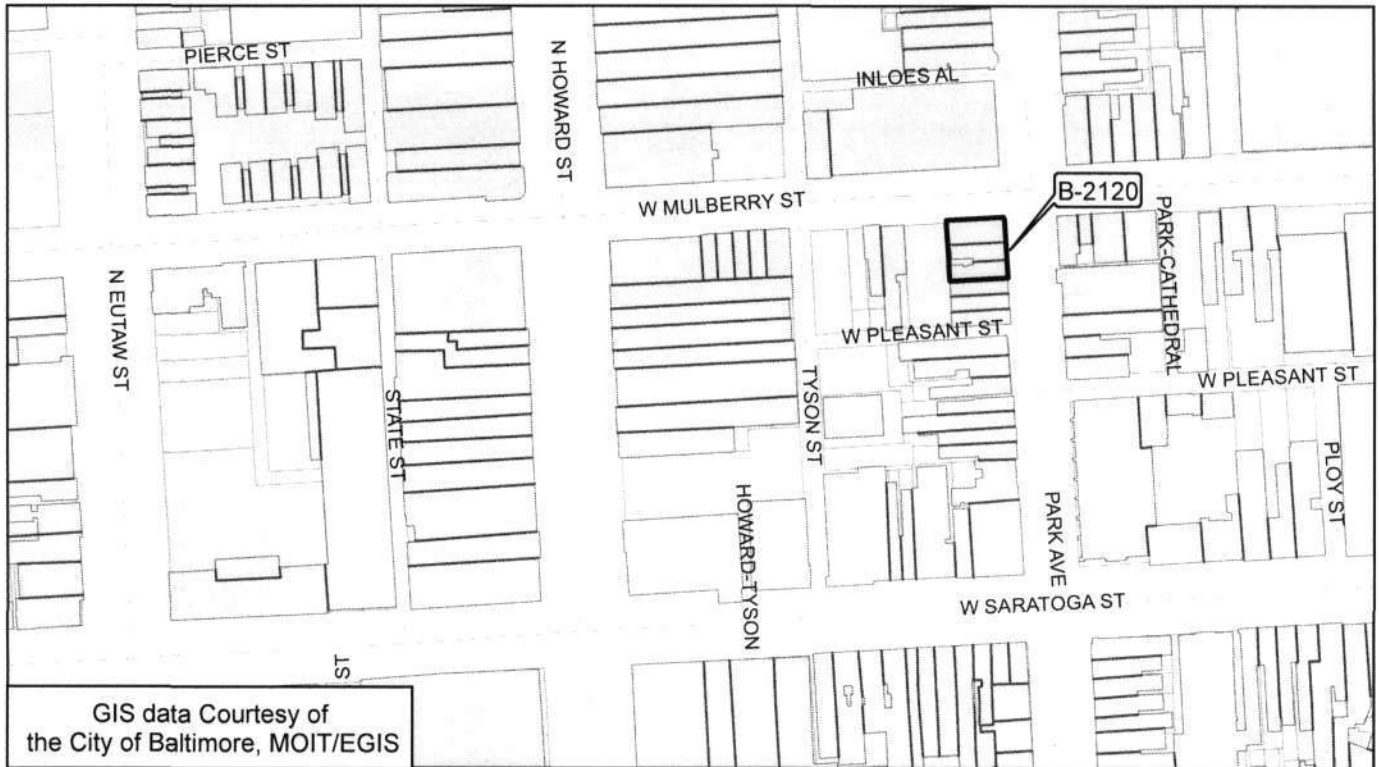 PIERCE ST
N HOWARD ST
INLOES AL
W MULBERRY ST
B-2120
PARK-CATHEDRAL
N EUTAW ST
W PLEASANT ST
W PLEASANT ST
STATE ST
TYSON ST
HOWARD-TYSON
PARK AVE
PLOY ST
W SARATOGA ST
ST
GIS data Courtesy of
the City of Baltimore, MOIT/EGIS